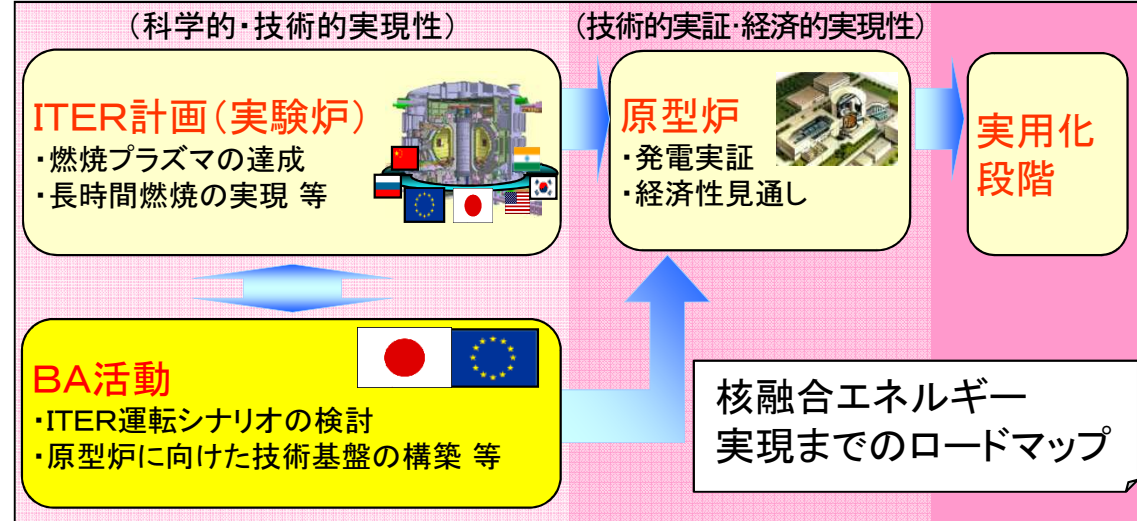 (科学的・技術的実現性)
(技術的実証・経済的実現性)
ITER計画(実験炉)
・燃焼プラズマの達成
・長時間燃焼の実現 等
原型炉
・発電実証
・経済性見通し
実用化
段階
BA活動
・ITER運転シナリオの検討
・原型炉に向けた技術基盤の構築 等
核融合エネルギー
実現までのロードマップ